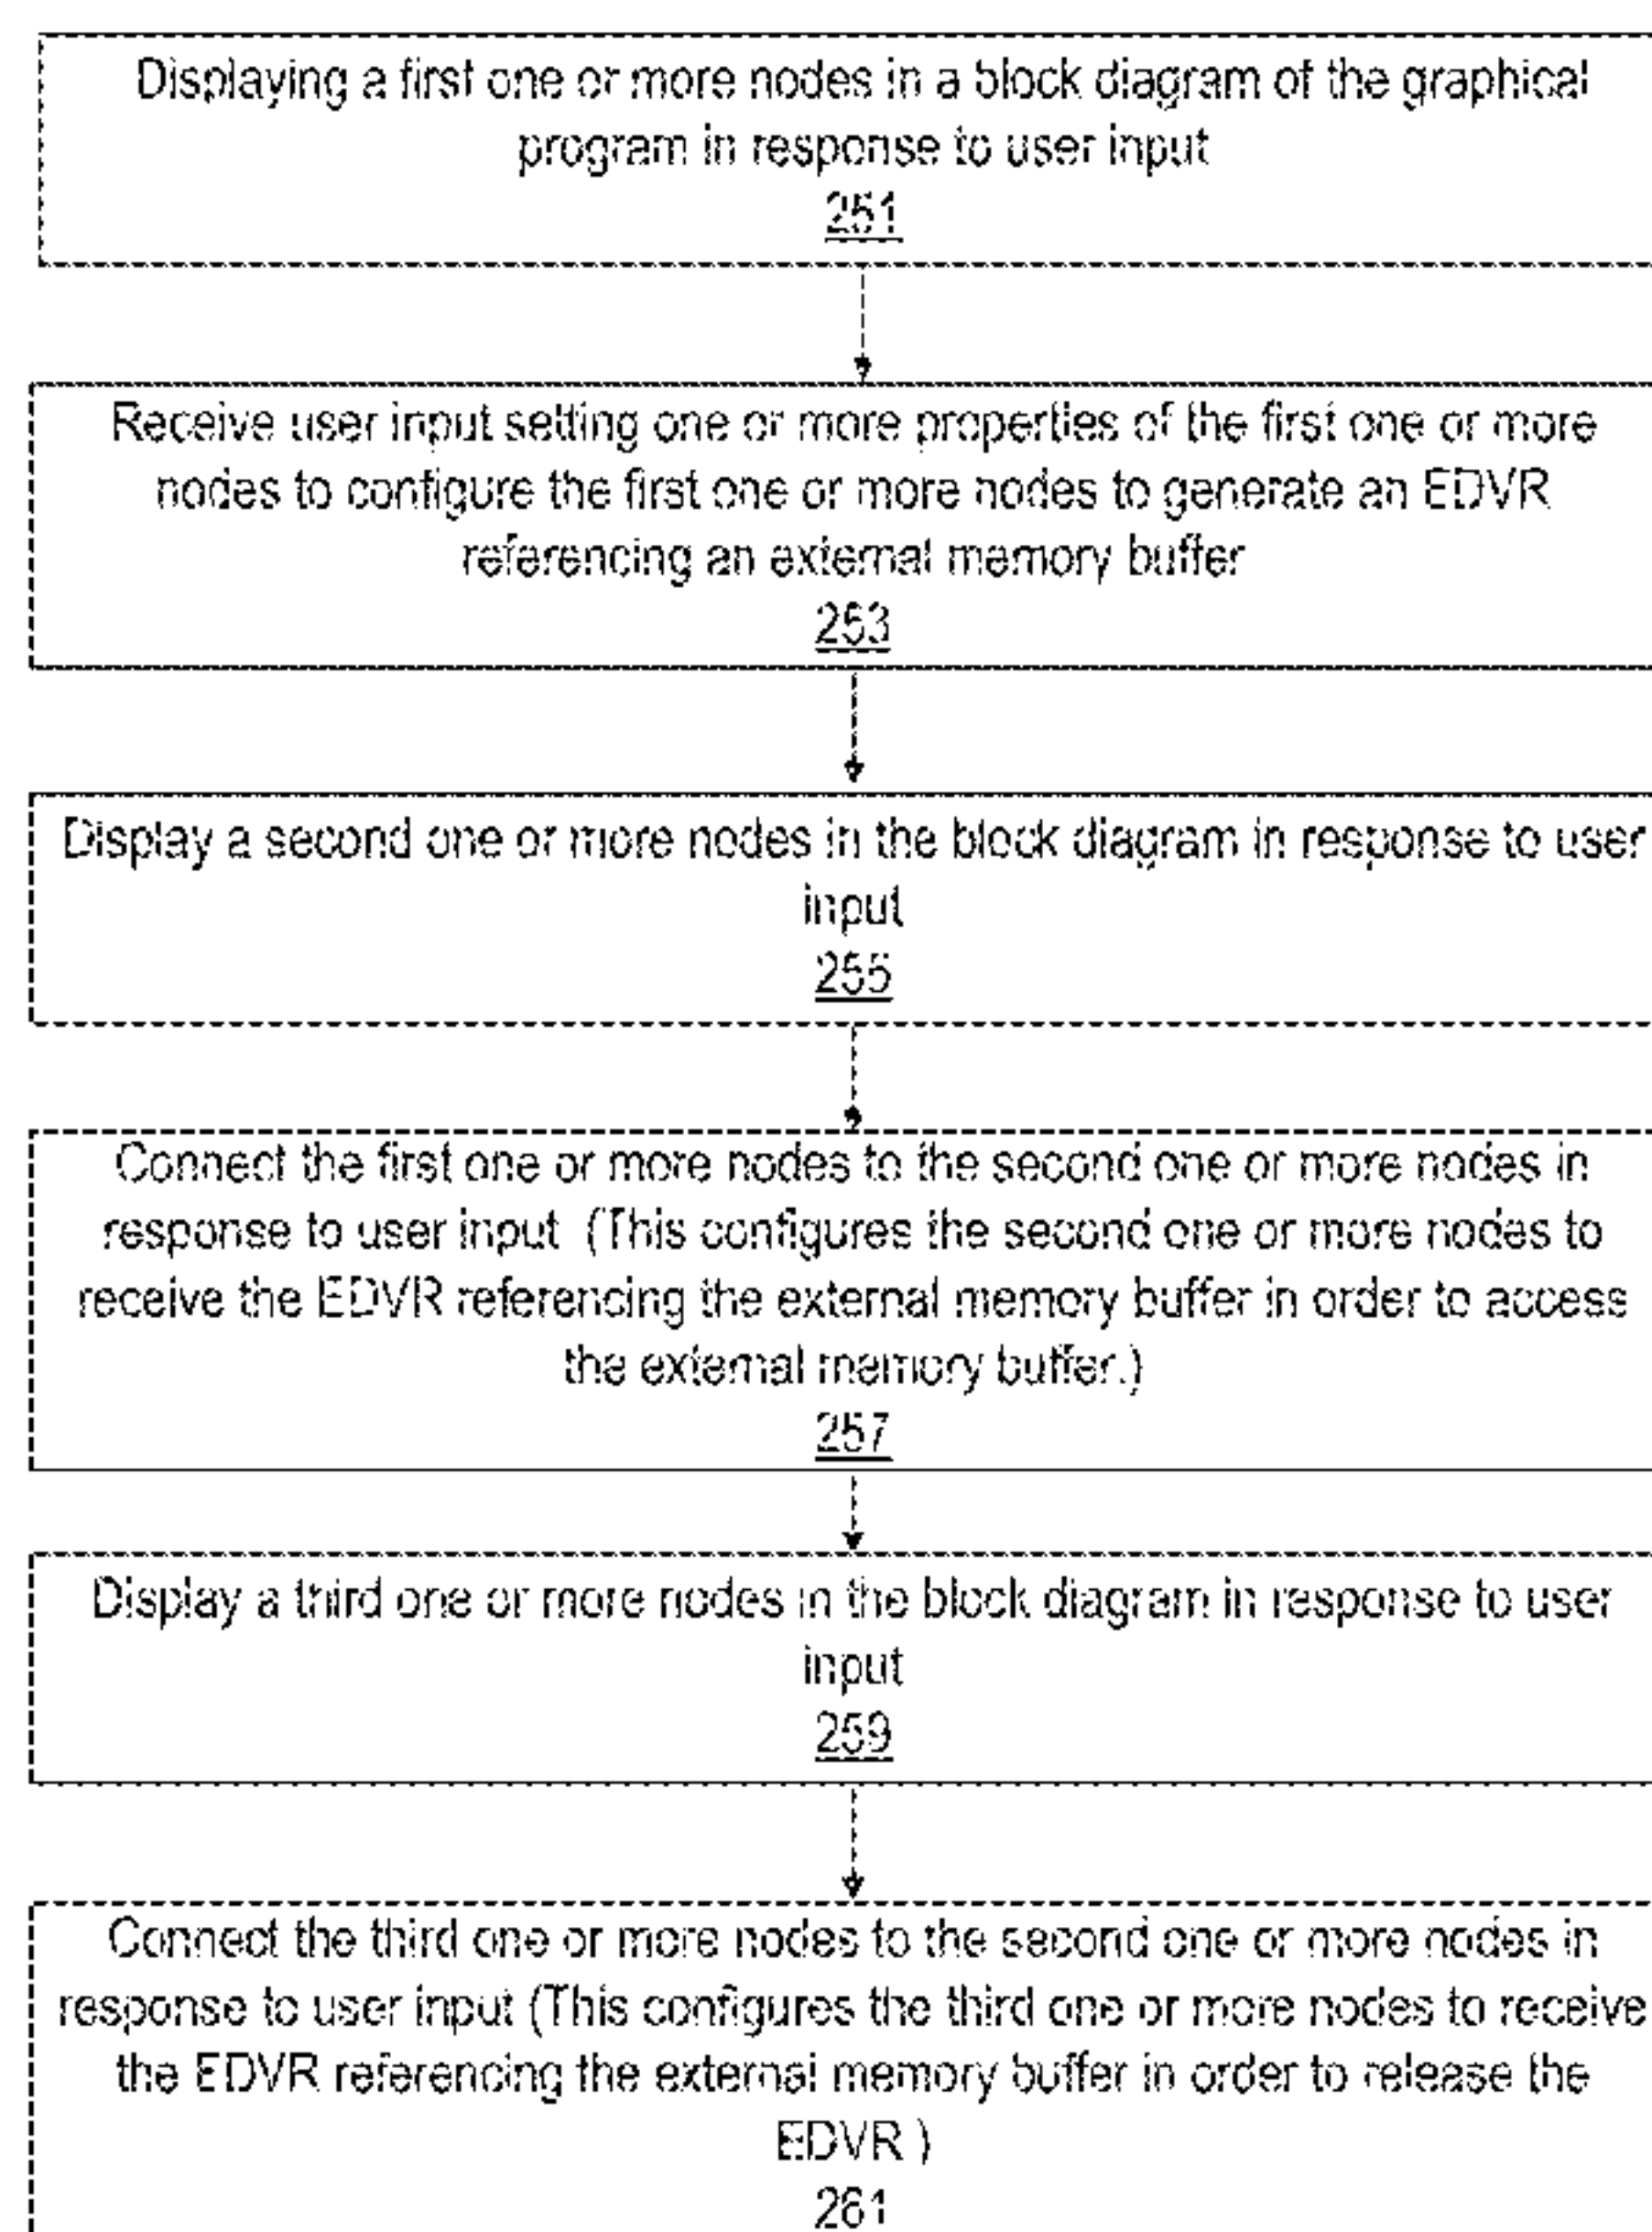 Displaying a first one or more nodes in a block diagram of the graphical
program in response to user input
251
Receive user input setting one or more properties of the first one or more
nodes to configure the first one or more nodes to generate an EDVR
referencing an external memory buffer
253
Display a second one or more nodes in the block diagram in response to user
input
255
Connect the first one or more nodes to the second one or more nodes in
response to user input (This configures the second one or more nodes to
receive the EDVR referencing the external memory buffer in order to access
the external memory buffer.)
257
Display a third one or more nodes in the block diagram in response to user
input
259
Connect the third one or more nodes to the second one or more nodes in
response to user input (This configures the third one or more nodes to receive
the EDVR referencing the external memory buffer in order to release the
EDVR )
261